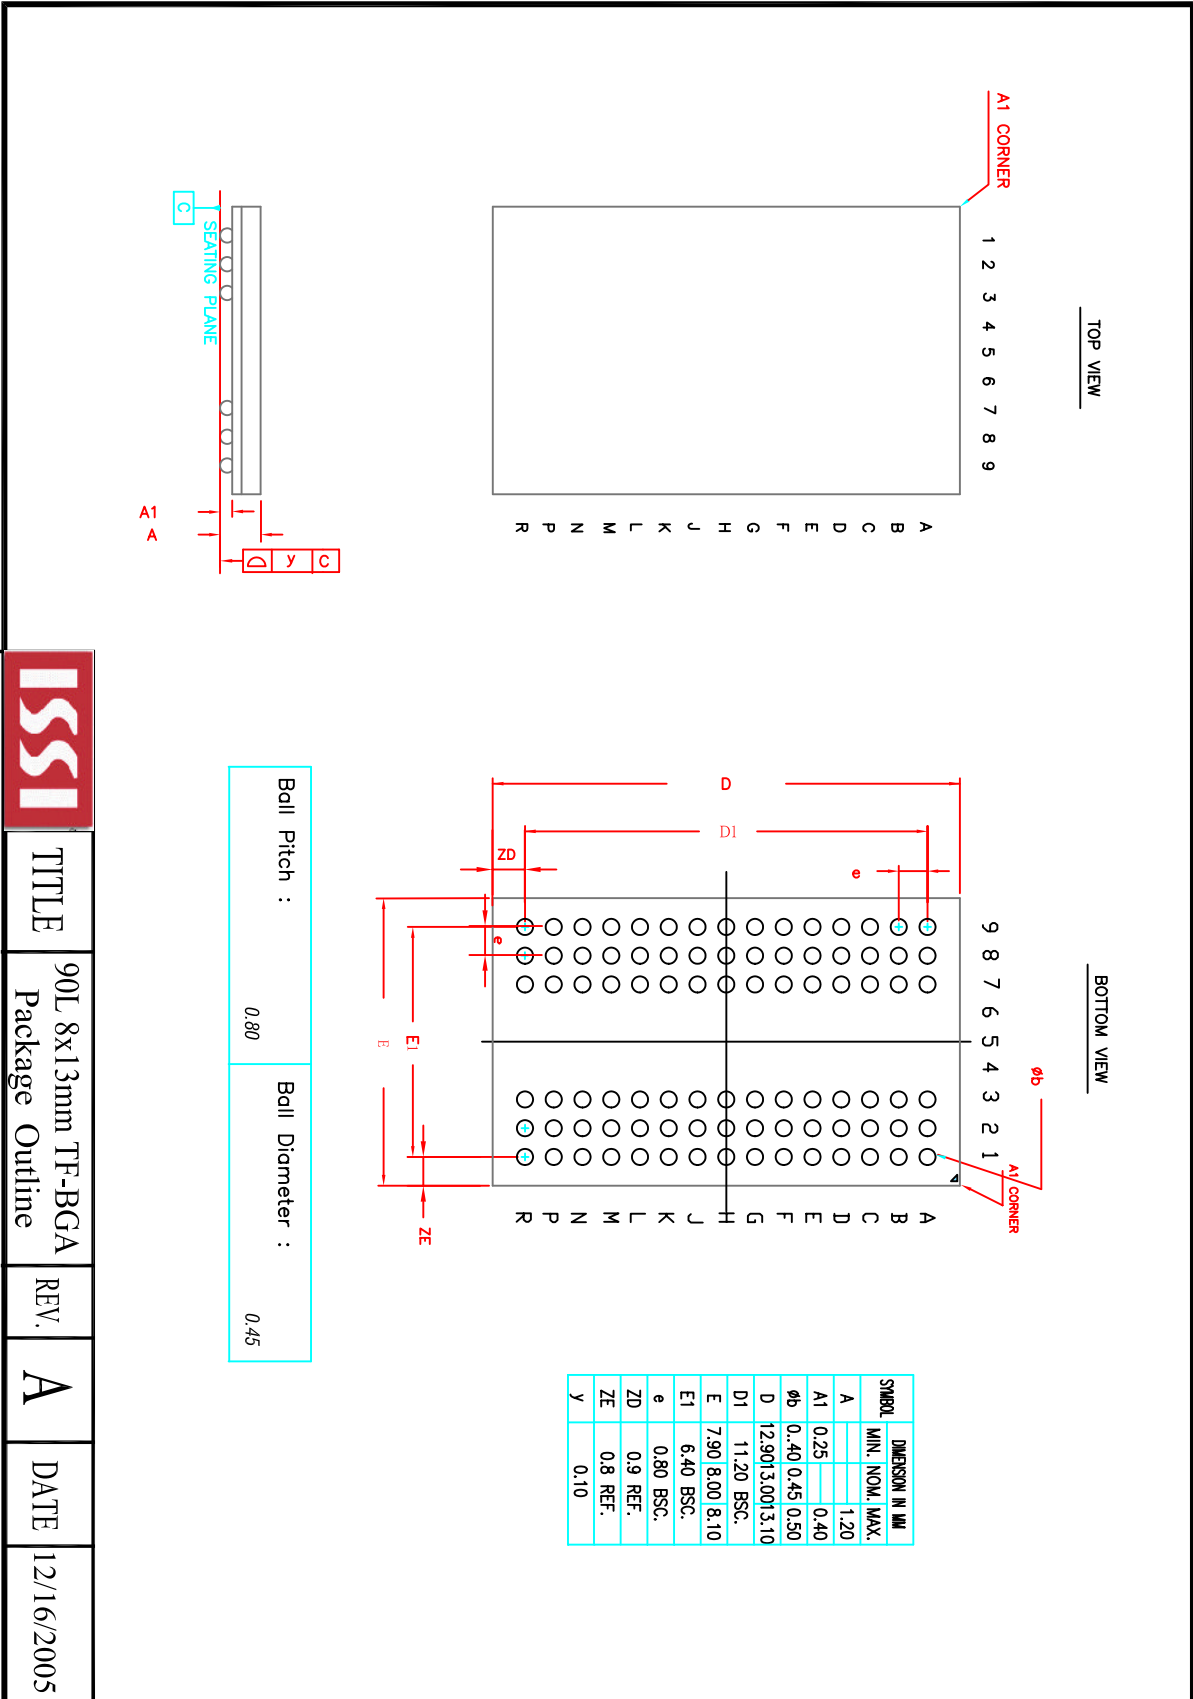 TOP VIEW
A1 CORNER
1 2 3 4 5 6 7 8 9
A
B
C
D
E
F
G
H
J
K
L
M
N
P
R
C
SEATING PLANE
A1
A
y C
BOTTOM VIEW
9 8 7 6 5 4 3 2 1
Øb
A1 CORNER
A
B
C
D
E
F
G
H
J
K
L
M
N
P
R
D
D1
e
ZD
e
E1
E
ZE
SYMBOL DIMENSION IN MM
MIN. NOM. MAX.
A 1.20
A1 0.25 0.40
Øb 0..40 0.45 0.50
D 12.90 13.00 13.10
D1 11.20 BSC.
E 7.90 8.00 8.10
E1 6.40 BSC.
e 0.80 BSC.
ZD 0.9 REF.
ZE 0.8 REF.
y 0.10
Ball Pitch :
0.80
Ball Diameter :
0.45
ISSI
TITLE
90L 8x13mm TF-BGA
Package Outline
REV.
A
DATE
12/16/2005